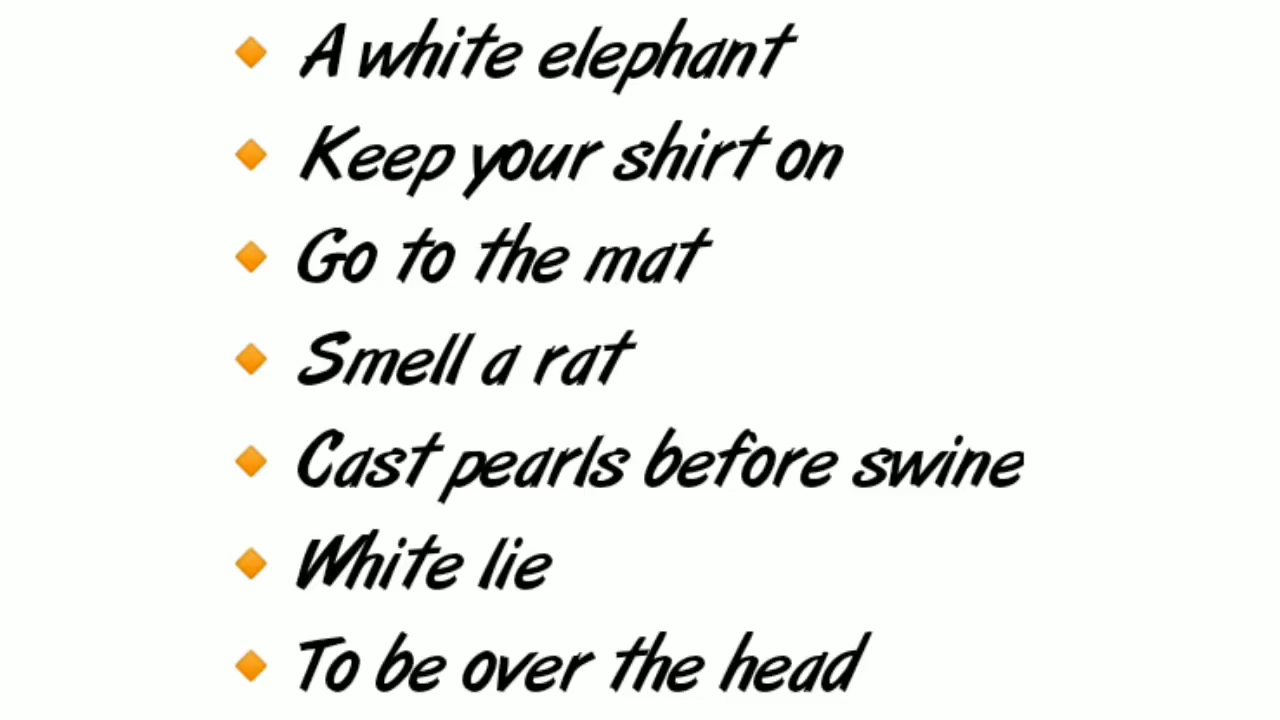 🔸 A white elephant
🔸 Keep your shirt on
🔸 Go to the mat
🔸 Smell a rat
🔸 Cast pearls before swine
🔸 White lie
🔸 To be over the head